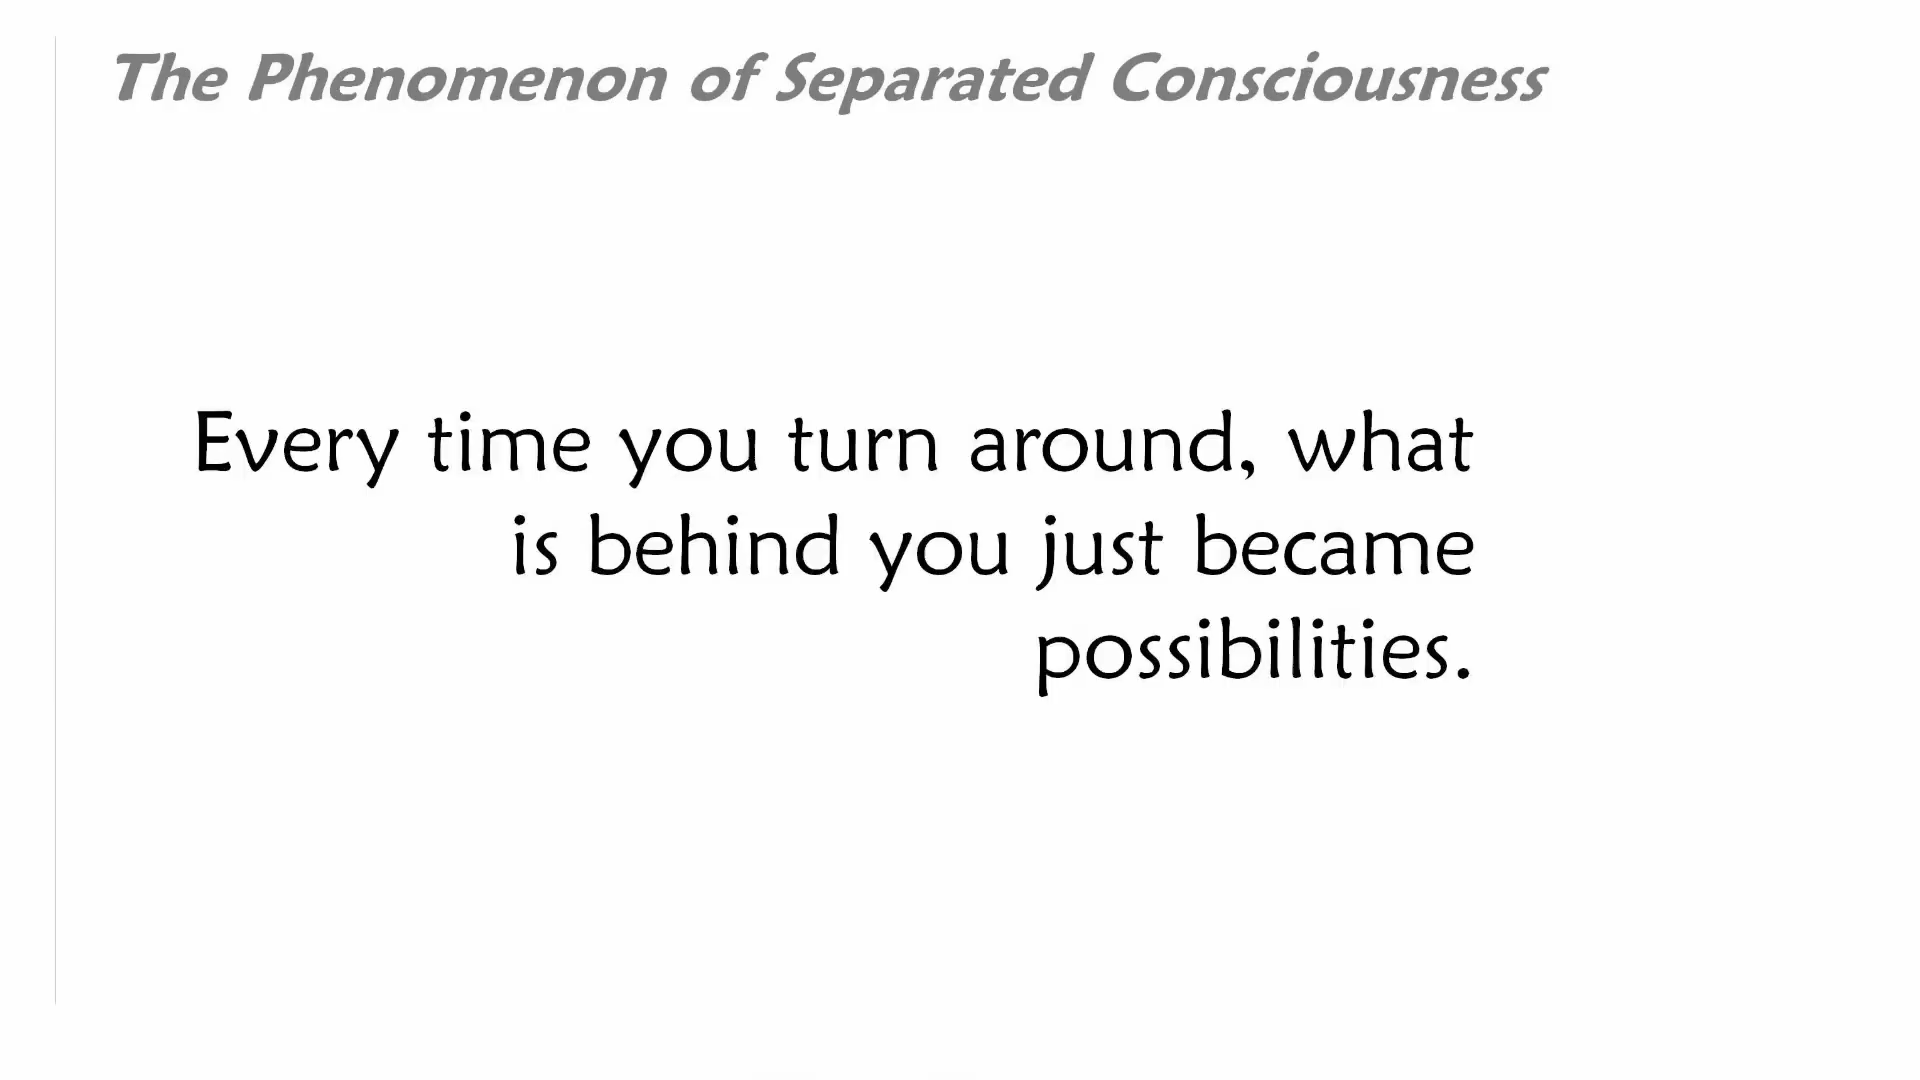 The Phenomenon of Separated Consciousness
Every time you turn around, what
is behind you just became
possibilities.